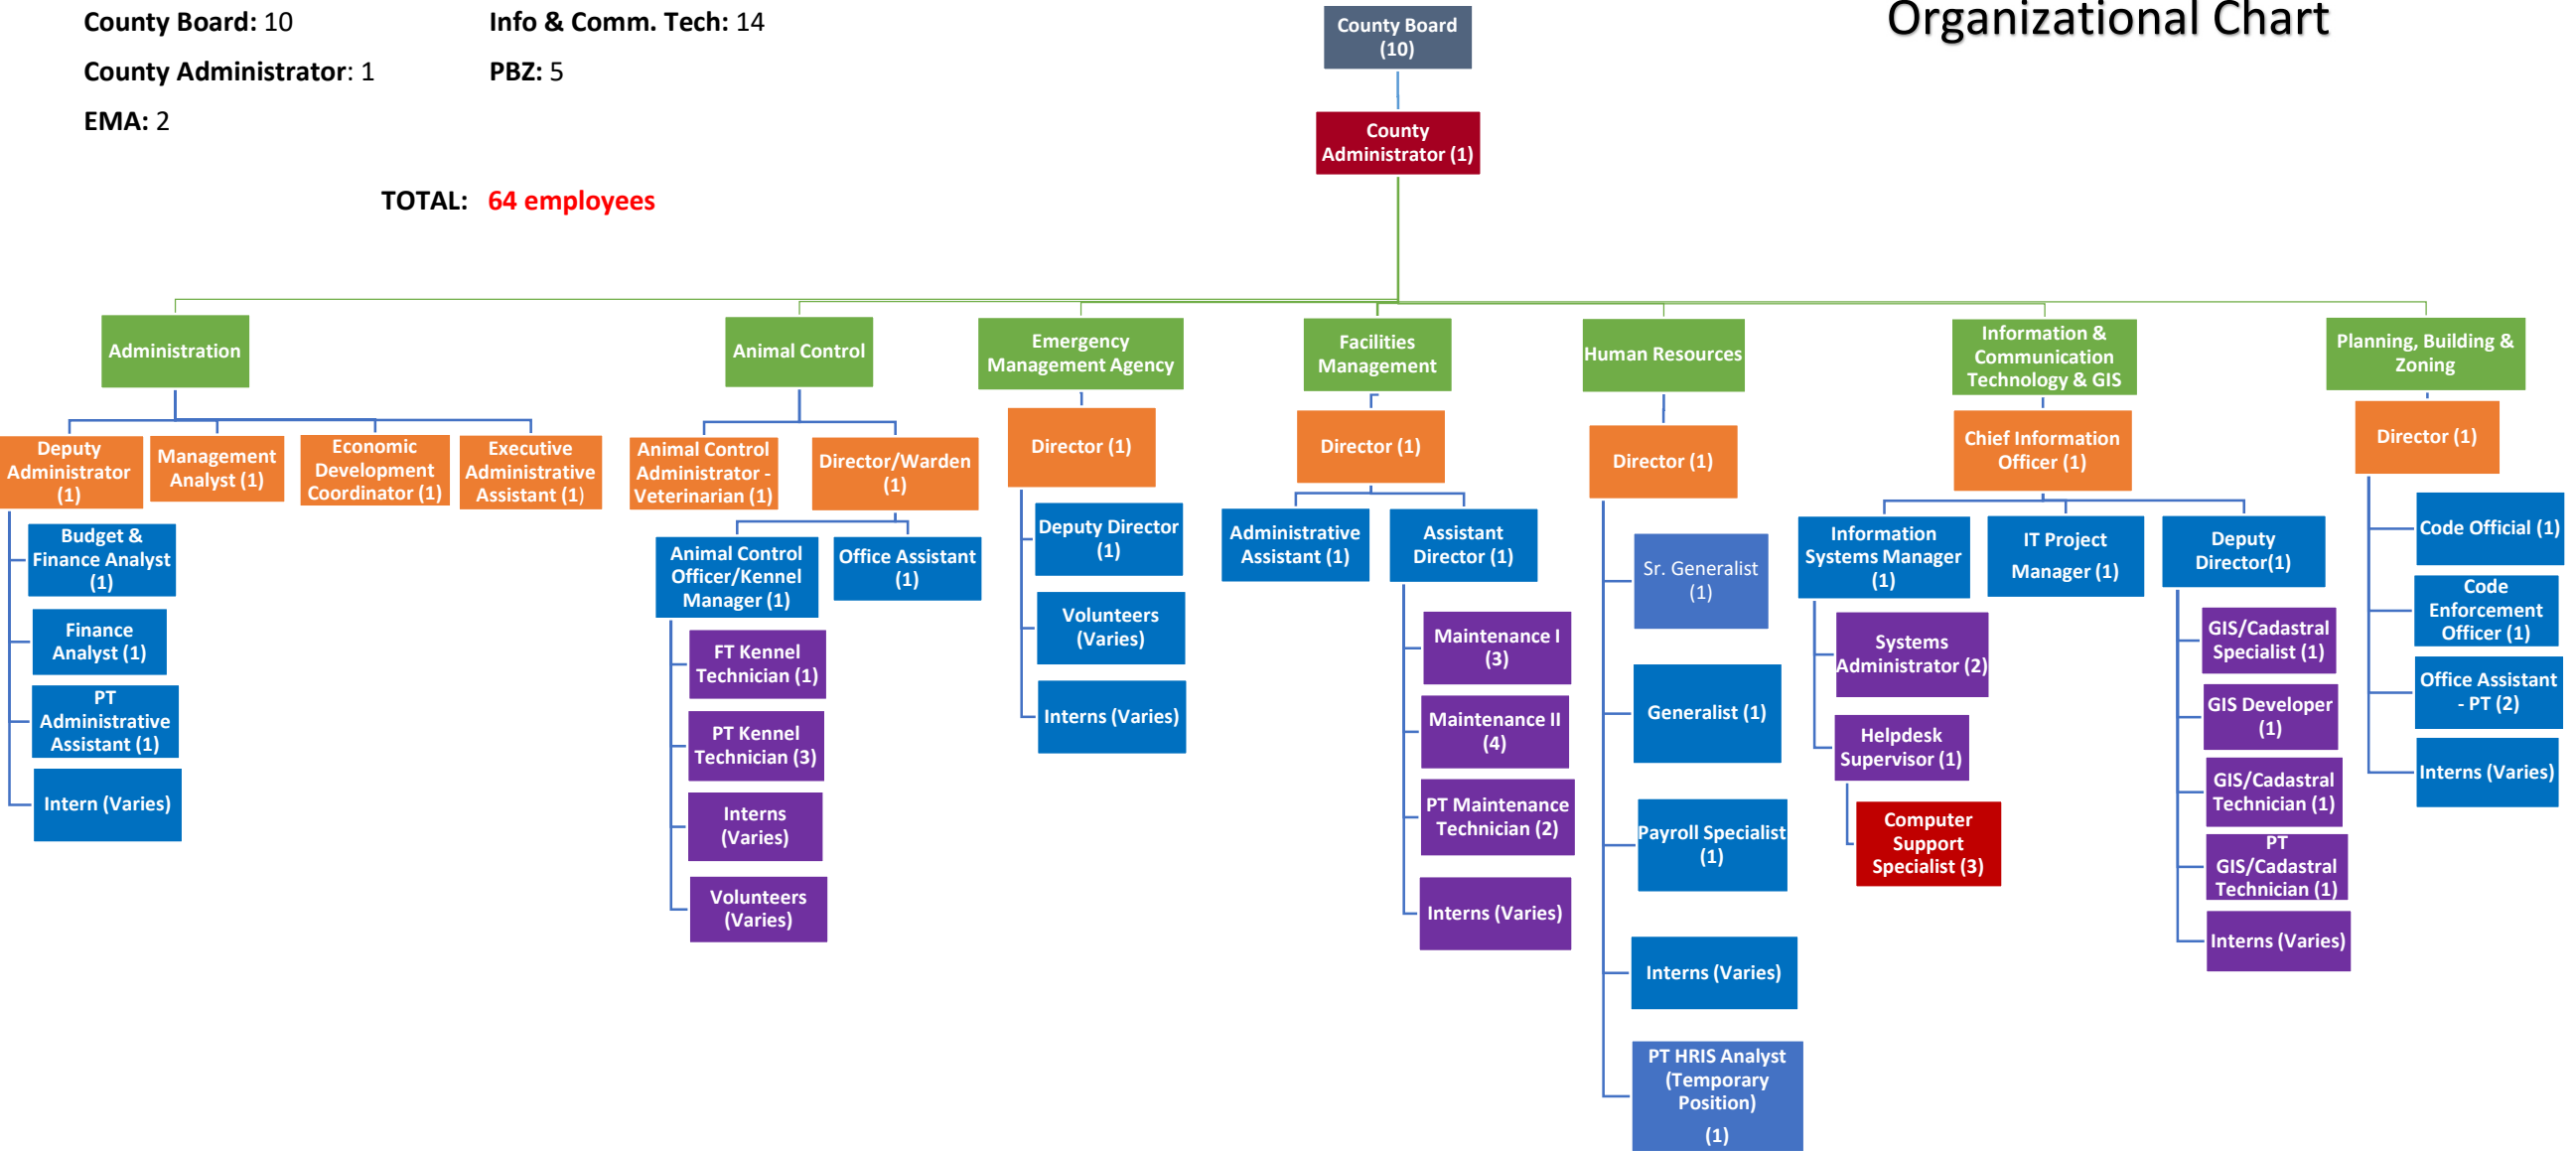 County Board: 10
Info & Comm. Tech: 14
County Administrator: 1
PBZ: 5
EMA: 2
TOTAL: 64 employees
Organizational Chart
County Board
(10)
County
Administrator (1)
Administration
Deputy
Administrator
(1)
Management
Analyst (1)
Economic
Development
Coordinator (1)
Executive
Administrative
Assistant (1)
Budget &
Finance Analyst
(1)
Finance
Analyst (1)
PT
Administrative
Assistant (1)
Intern (Varies)
Animal Control
Animal Control
Administrator -
Veterinarian (1)
Director/Warden
(1)
Animal Control
Officer/Kennel
Manager (1)
Office Assistant
(1)
FT Kennel
Technician (1)
PT Kennel
Technician (3)
Interns
(Varies)
Volunteers
(Varies)
Emergency
Management Agency
Director (1)
Deputy Director
(1)
Volunteers
(Varies)
Interns (Varies)
Facilities
Management
Director (1)
Administrative
Assistant (1)
Assistant
Director (1)
Maintenance I
(3)
Maintenance II
(4)
PT Maintenance
Technician (2)
Interns (Varies)
Human Resources
Director (1)
Sr. Generalist
(1)
Generalist (1)
Payroll Specialist
(1)
Interns (Varies)
PT HRIS Analyst
(Temporary
Position)
(1)
Information &
Communication
Technology & GIS
Chief Information
Officer (1)
Information
Systems Manager
(1)
IT Project
Manager (1)
Deputy
Director(1)
Systems
Administrator (2)
Helpdesk
Supervisor (1)
Computer
Support
Specialist (3)
GIS/Cadastral
Specialist (1)
GIS Developer
(1)
GIS/Cadastral
Technician (1)
PT
GIS/Cadastral
Technician (1)
Interns (Varies)
Planning, Building &
Zoning
Director (1)
Code Official (1)
Code
Enforcement
Officer (1)
Office Assistant
- PT (2)
Interns (Varies)